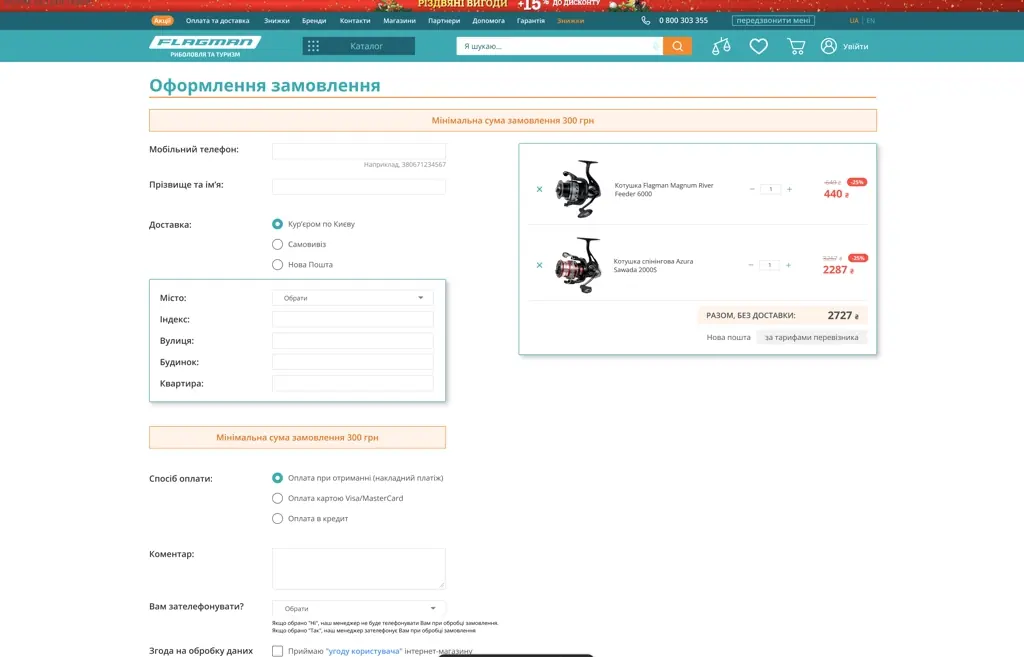 РІЗДВЯНІ ВИГОДИ +15% ДО ДИСКОНТУ
Акції Оплата та доставка Знижки Бренди Контакти Магазини Партнери Допомога Гарантія Знижки 0 800 303 355 передзвонити мені UA | EN
FLAGMAN
РИБОЛОВЛЯ ТА ТУРИЗМ
Каталог
Я шукаю...
Увійти
Оформлення замовлення
Мінімальна сума замовлення 300 грн
Мобільний телефон:
Наприклад, 380671234567
Прізвище та ім'я:
Доставка:
Кур'єром по Києву
Самовивіз
Нова Пошта
Місто: Обрати
Індекс:
Вулиця:
Будинок:
Квартира:
Мінімальна сума замовлення 300 грн
Спосіб оплати:
Оплата при отриманні (накладний платіж)
Оплата картою Visa/MasterCard
Оплата в кредит
Коментар:
Вам зателефонувати? Обрати
Якщо обрано "Ні", наш менеджер не буде телефонувати Вам при обробці замовлення.
Якщо обрано "Так", наш менеджер зателефонує Вам при обробці замовлення
Згода на обробку даних Приймаю "угоду користувача" інтернет-магазину
Котушка Flagman Magnum River
Feeder 6000
− 1 +
-25%
440 ₴
Котушка спінінгова Azura
Sawada 2000S
− 1 +
-25%
2287 ₴
РАЗОМ, БЕЗ ДОСТАВКИ: 2727 ₴
Нова пошта за тарифами перевізника